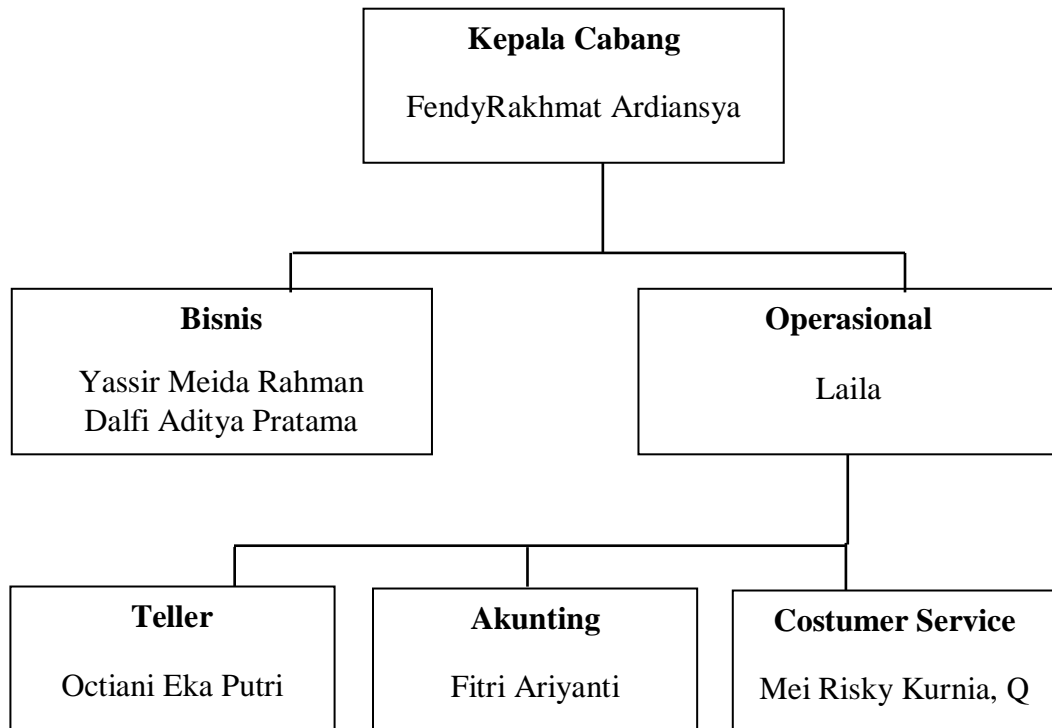 Kepala Cabang
FendyRakhmat Ardiansya
Bisnis
Yassir Meida Rahman
Dalfi Aditya Pratama
Operasional
Laila
Teller
Octiani Eka Putri
Akunting
Fitri Ariyanti
Costumer Service
Mei Risky Kurnia, Q